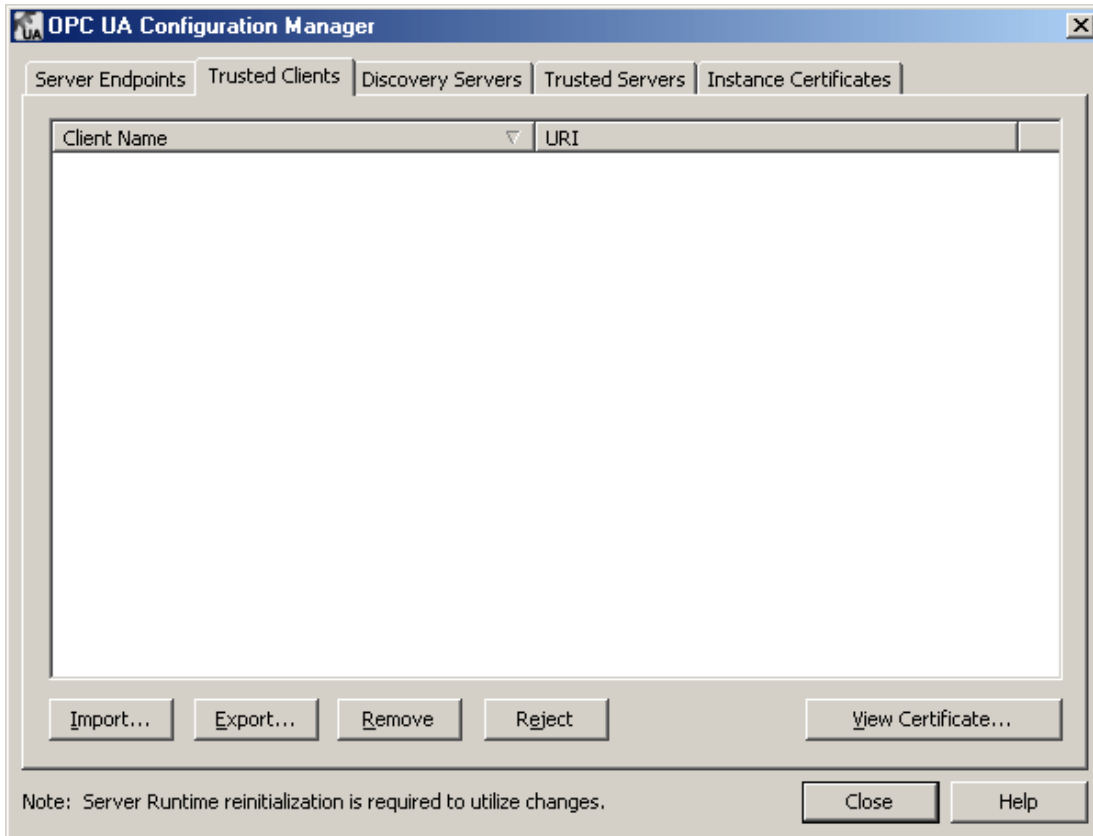 UA OPC UA Configuration Manager
Server Endpoints Trusted Clients Discovery Servers Trusted Servers Instance Certificates
Client Name URI
Import... Export... Remove Reject View Certificate...
Note: Server Runtime reinitialization is required to utilize changes. Close Help